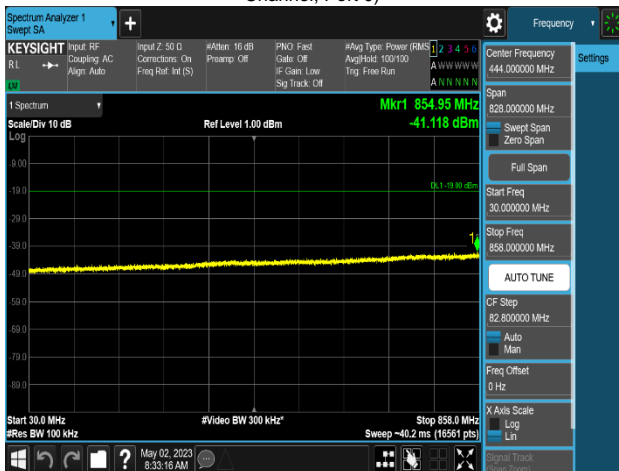 Channel, Port 0)
Spectrum Analyzer 1
Swept SA
Frequency
KEYSIGHT
RL
Input: RF
Coupling: AC
Align: Auto
Input Z: 50 Ω
Corrections: On
Freq Ref: Int (S)
#Atten: 16 dB
Preamp: Off
PNO: Fast
Gate: Off
IF Gain: Low
Sig Track: Off
#Avg Type: Power (RMS
Avg|Hold: 100/100
Trig: Free Run
1 2 3 4 5 6
A W W W W W
A N N N N N
1 Spectrum
Scale/Div 10 dB
Log
Ref Level 1.00 dBm
Mkr1 854.95 MHz
-41.118 dBm
-9.00
-19.0
-29.0
-39.0
-49.0
-59.0
-69.0
-79.0
-89.0
DL1 -19.00 dBm
1
Start 30.0 MHz
#Res BW 100 kHz
#Video BW 300 kHz*
Stop 858.0 MHz
Sweep ~40.2 ms (16561 pts)
May 02, 2023
8:33:16 AM
Center Frequency
444.000000 MHz
Settings
Span
828.000000 MHz
Swept Span
Zero Span
Full Span
Start Freq
30.000000 MHz
Stop Freq
858.000000 MHz
AUTO TUNE
CF Step
82.800000 MHz
Auto
Man
Freq Offset
0 Hz
X Axis Scale
Log
Lin
Signal Track
(Span Zoom)